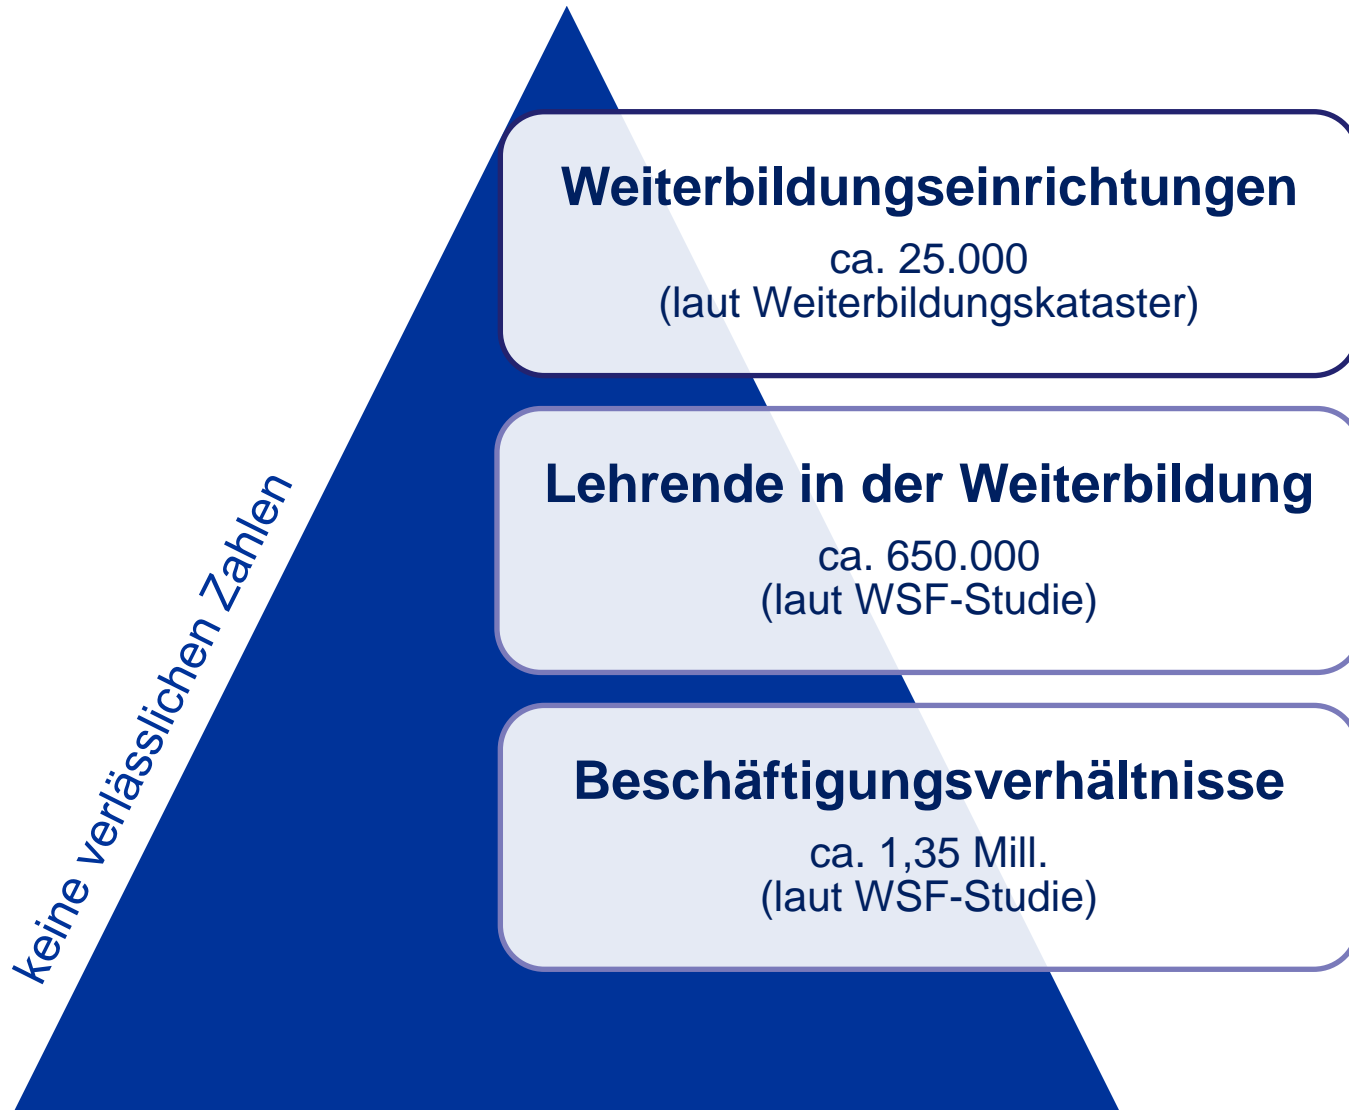 Weiterbildungseinrichtungen
ca. 25.000
(laut Weiterbildungskataster)
Lehrende in der Weiterbildung
ca. 650.000
(laut WSF-Studie)
Beschäftigungsverhältnisse
ca. 1,35 Mill.
(laut WSF-Studie)
keine verlässlichen Zahlen